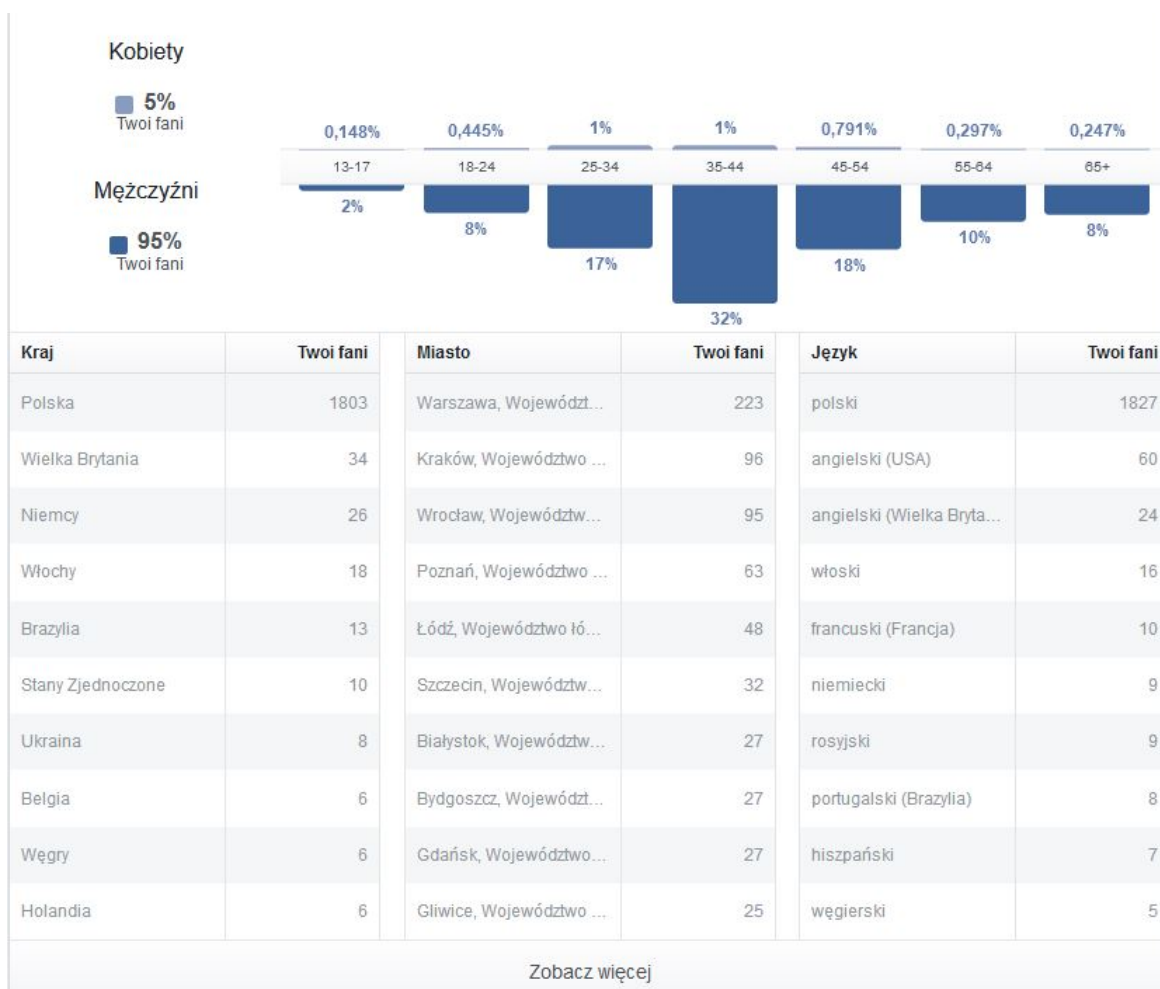 Kobiety
5%
Twoi fani
0,148% 0,445% 1% 1% 0,791% 0,297% 0,247%
13-17 18-24 25-34 35-44 45-54 55-64 65+
Mężczyźni
95%
Twoi fani
2% 8% 17% 32% 18% 10% 8%
Kraj Twoi fani Miasto Twoi fani Język Twoi fani
Polska 1803 Warszawa, Województ... 223 polski 1827
Wielka Brytania 34 Kraków, Województwo ... 96 angielski (USA) 60
Niemcy 26 Wrocław, Województw... 95 angielski (Wielka Bryta... 24
Włochy 18 Poznań, Województwo ... 63 włoski 16
Brazylia 13 Łódź, Województwo łó... 48 francuski (Francja) 10
Stany Zjednoczone 10 Szczecin, Województw... 32 niemiecki 9
Ukraina 8 Białystok, Województw... 27 rosyjski 9
Belgia 6 Bydgoszcz, Województ... 27 portugalski (Brazylia) 8
Węgry 6 Gdańsk, Województwo... 27 hiszpański 7
Holandia 6 Gliwice, Województwo ... 25 węgierski 5
Zobacz więcej